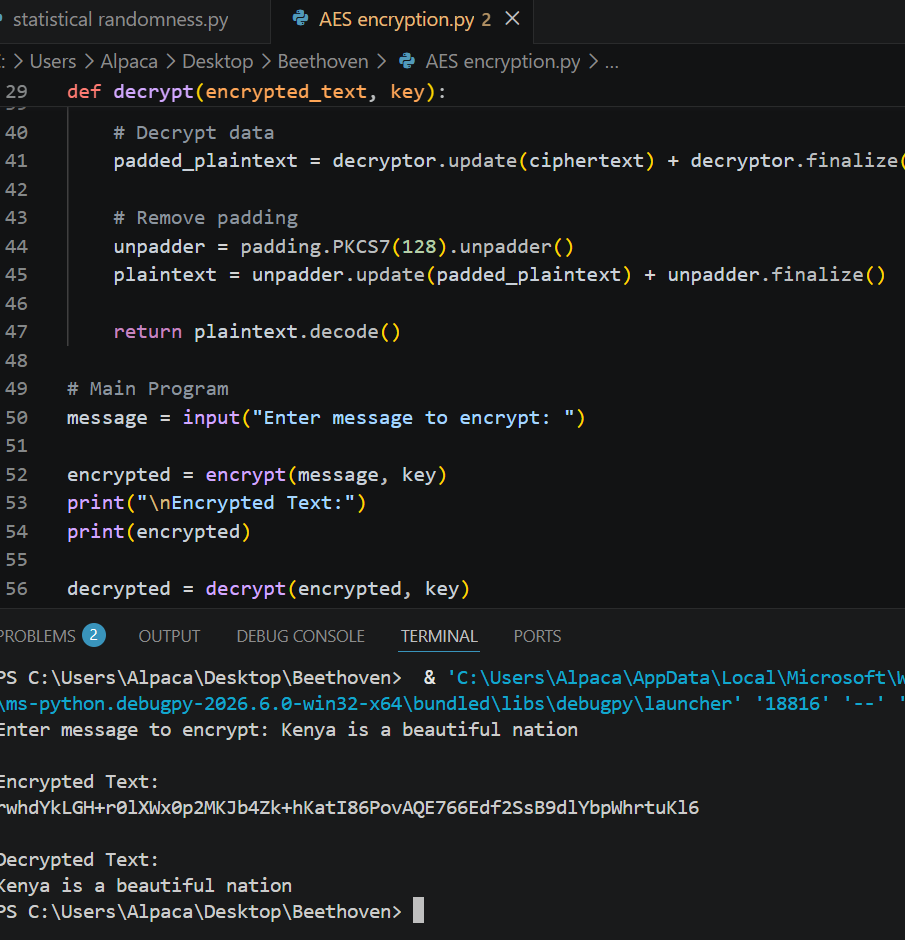 statistical randomness.py
AES encryption.py 2
: > Users > Alpaca > Desktop > Beethoven > AES encryption.py > ...
29 def decrypt(encrypted_text, key):
40 # Decrypt data
41 padded_plaintext = decryptor.update(ciphertext) + decryptor.finalize(
42
43 # Remove padding
44 unpadder = padding.PKCS7(128).unpadder()
45 plaintext = unpadder.update(padded_plaintext) + unpadder.finalize()
46
47 return plaintext.decode()
48
49 # Main Program
50 message = input("Enter message to encrypt: ")
51
52 encrypted = encrypt(message, key)
53 print("\nEncrypted Text:")
54 print(encrypted)
55
56 decrypted = decrypt(encrypted, key)
PROBLEMS 2 OUTPUT DEBUG CONSOLE TERMINAL PORTS
PS C:\Users\Alpaca\Desktop\Beethoven> & 'C:\Users\Alpaca\AppData\Local\Microsoft\W
\ms-python.debugpy-2026.6.0-win32-x64\bundled\libs\debugpy\launcher' '18816' '--' '
Enter message to encrypt: Kenya is a beautiful nation
Encrypted Text:
rwhdYkLGH+r0lXWx0p2MKJb4Zk+hKatI86PovAQE766Edf2SsB9dlYbpWhrtuKl6
Decrypted Text:
Kenya is a beautiful nation
PS C:\Users\Alpaca\Desktop\Beethoven>